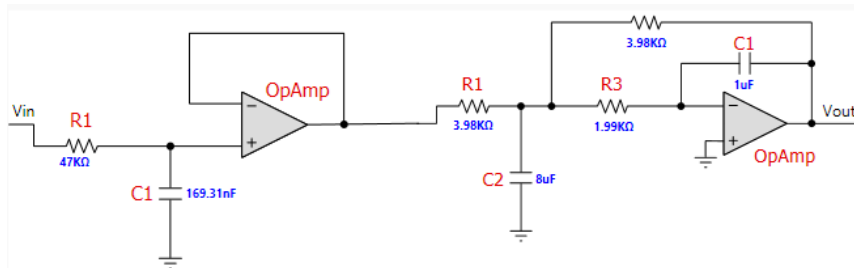 3.98KΩ
C1
1uF
OpAmp
R1
R3
Vin
3.98KΩ
1.99KΩ
Vout
R1
47KΩ
OpAmp
C1
169.31nF
C2
8uF